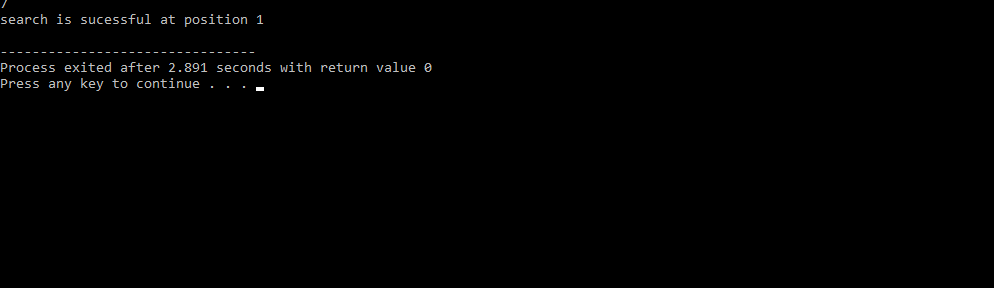 search is sucessful at position 1
--------------------------------
Process exited after 2.891 seconds with return value 0
Press any key to continue . . .